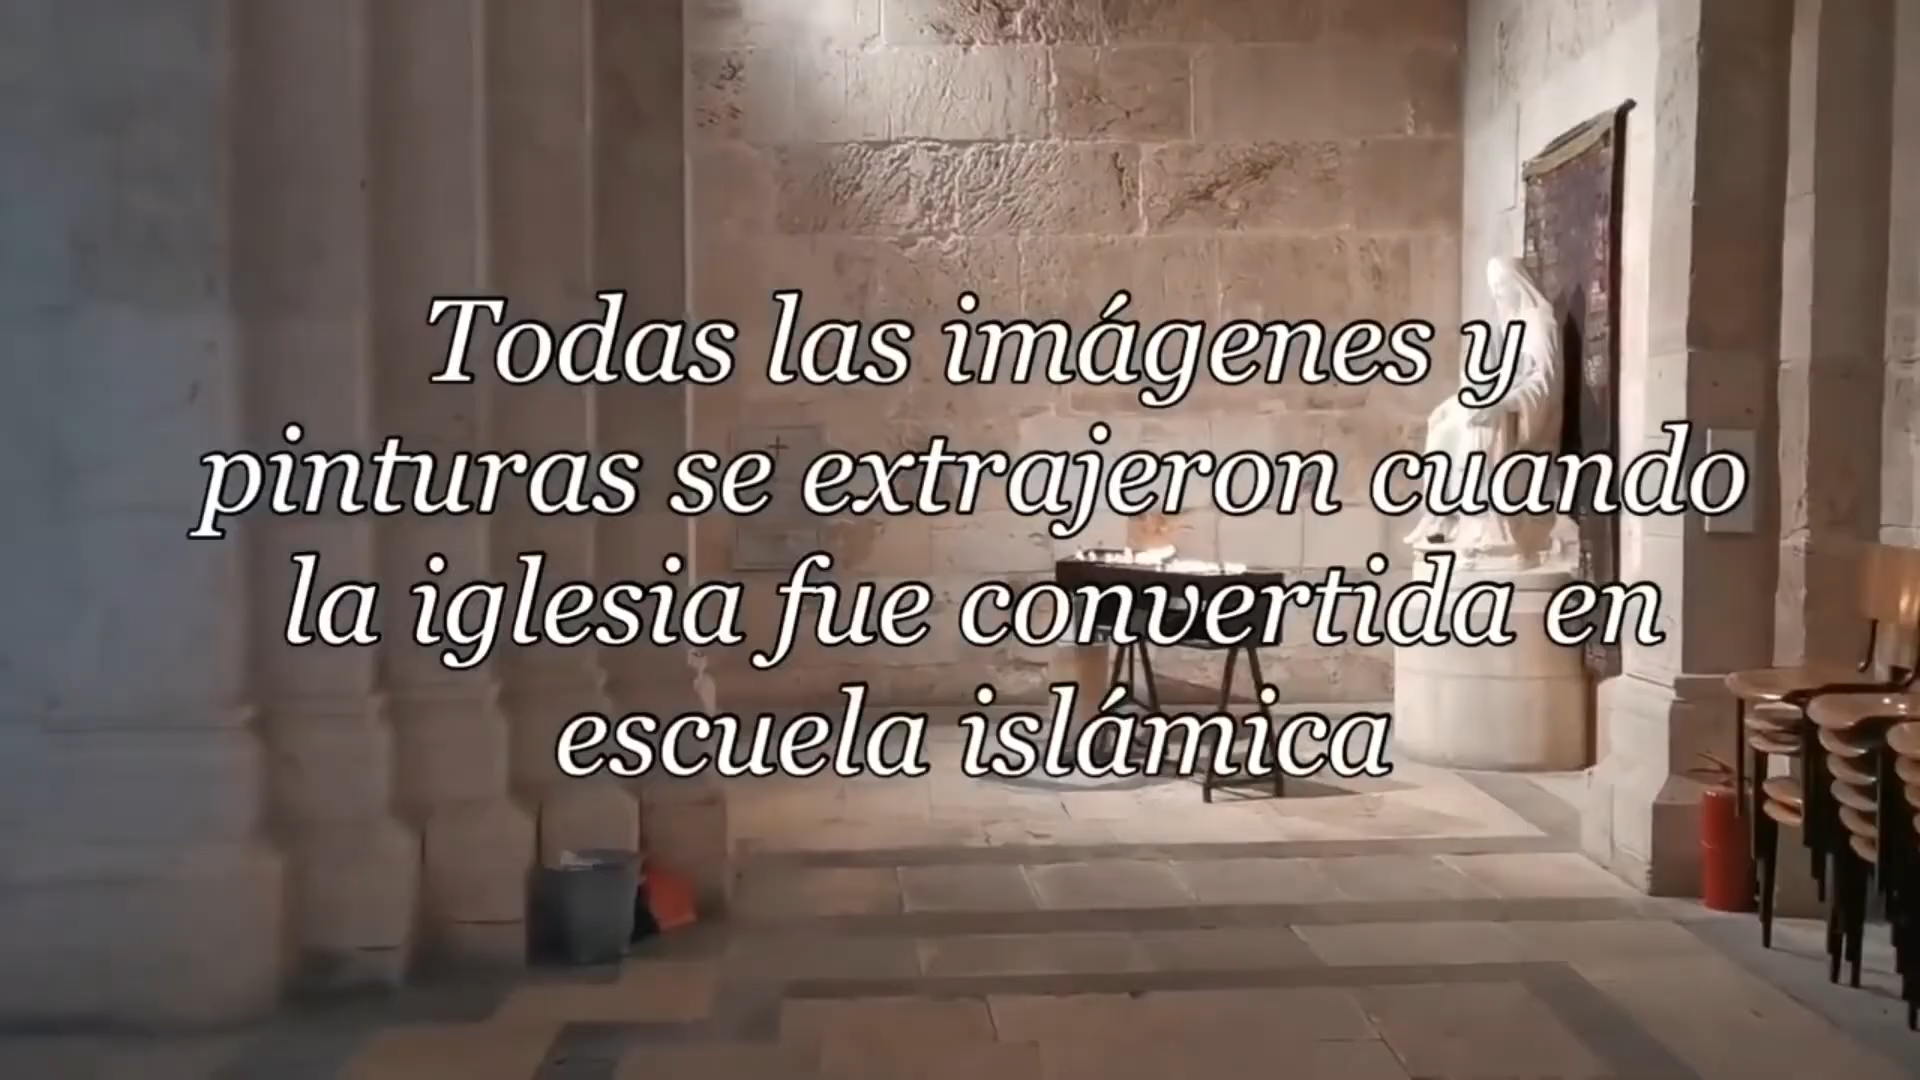 Todas las imágenes y
pinturas se extrajeron cuando
la iglesia fue convertida en
escuela islámica